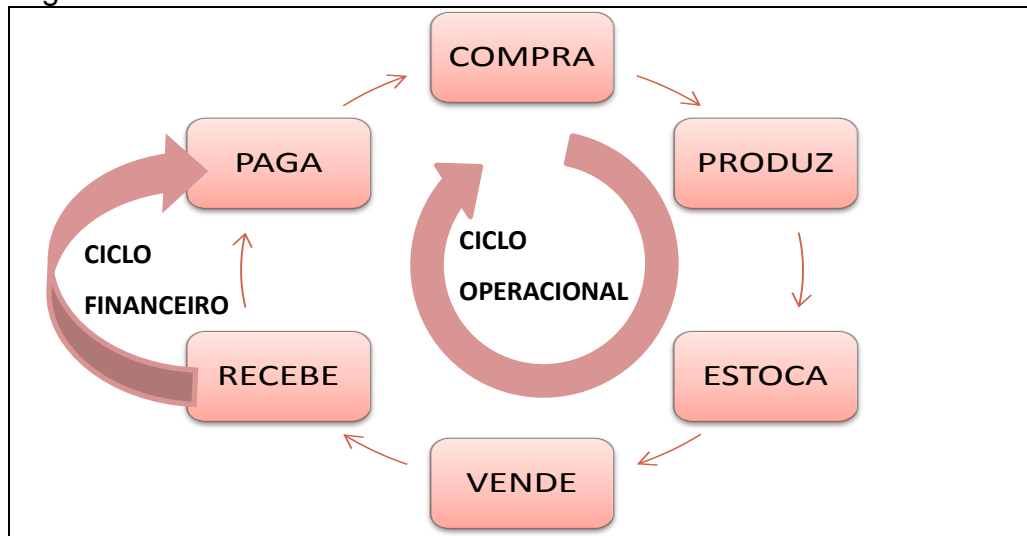 COMPRA
PAGA
PRODUZ
CICLO
FINANCEIRO
CICLO
OPERACIONAL
RECEBE
ESTOCA
VENDE